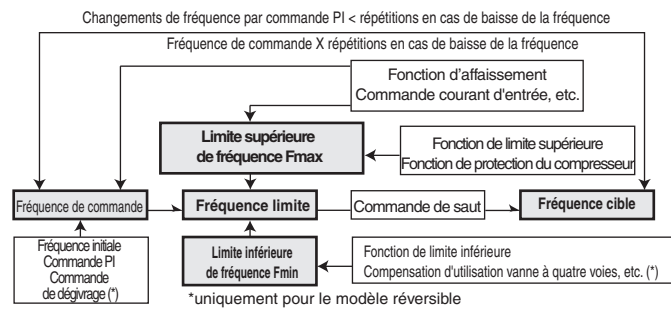 Changements de fréquence par commande PI < répétitions en cas de baisse de la fréquence
Fréquence de commande X répétitions en cas de baisse de la fréquence
Fonction d'affaissement
Commande courant d'entrée, etc.
Limite supérieure
de fréquence Fmax
Fonction de limite supérieure
Fonction de protection du compresseur
Fréquence de commande
Fréquence limite
Commande de saut
Fréquence cible
Fréquence initiale
Commande PI
Commande
de dégivrage (*)
Limite inférieure
de fréquence Fmin
Fonction de limite inférieure
Compensation d'utilisation vanne à quatre voies, etc. (*)
*uniquement pour le modèle réversible